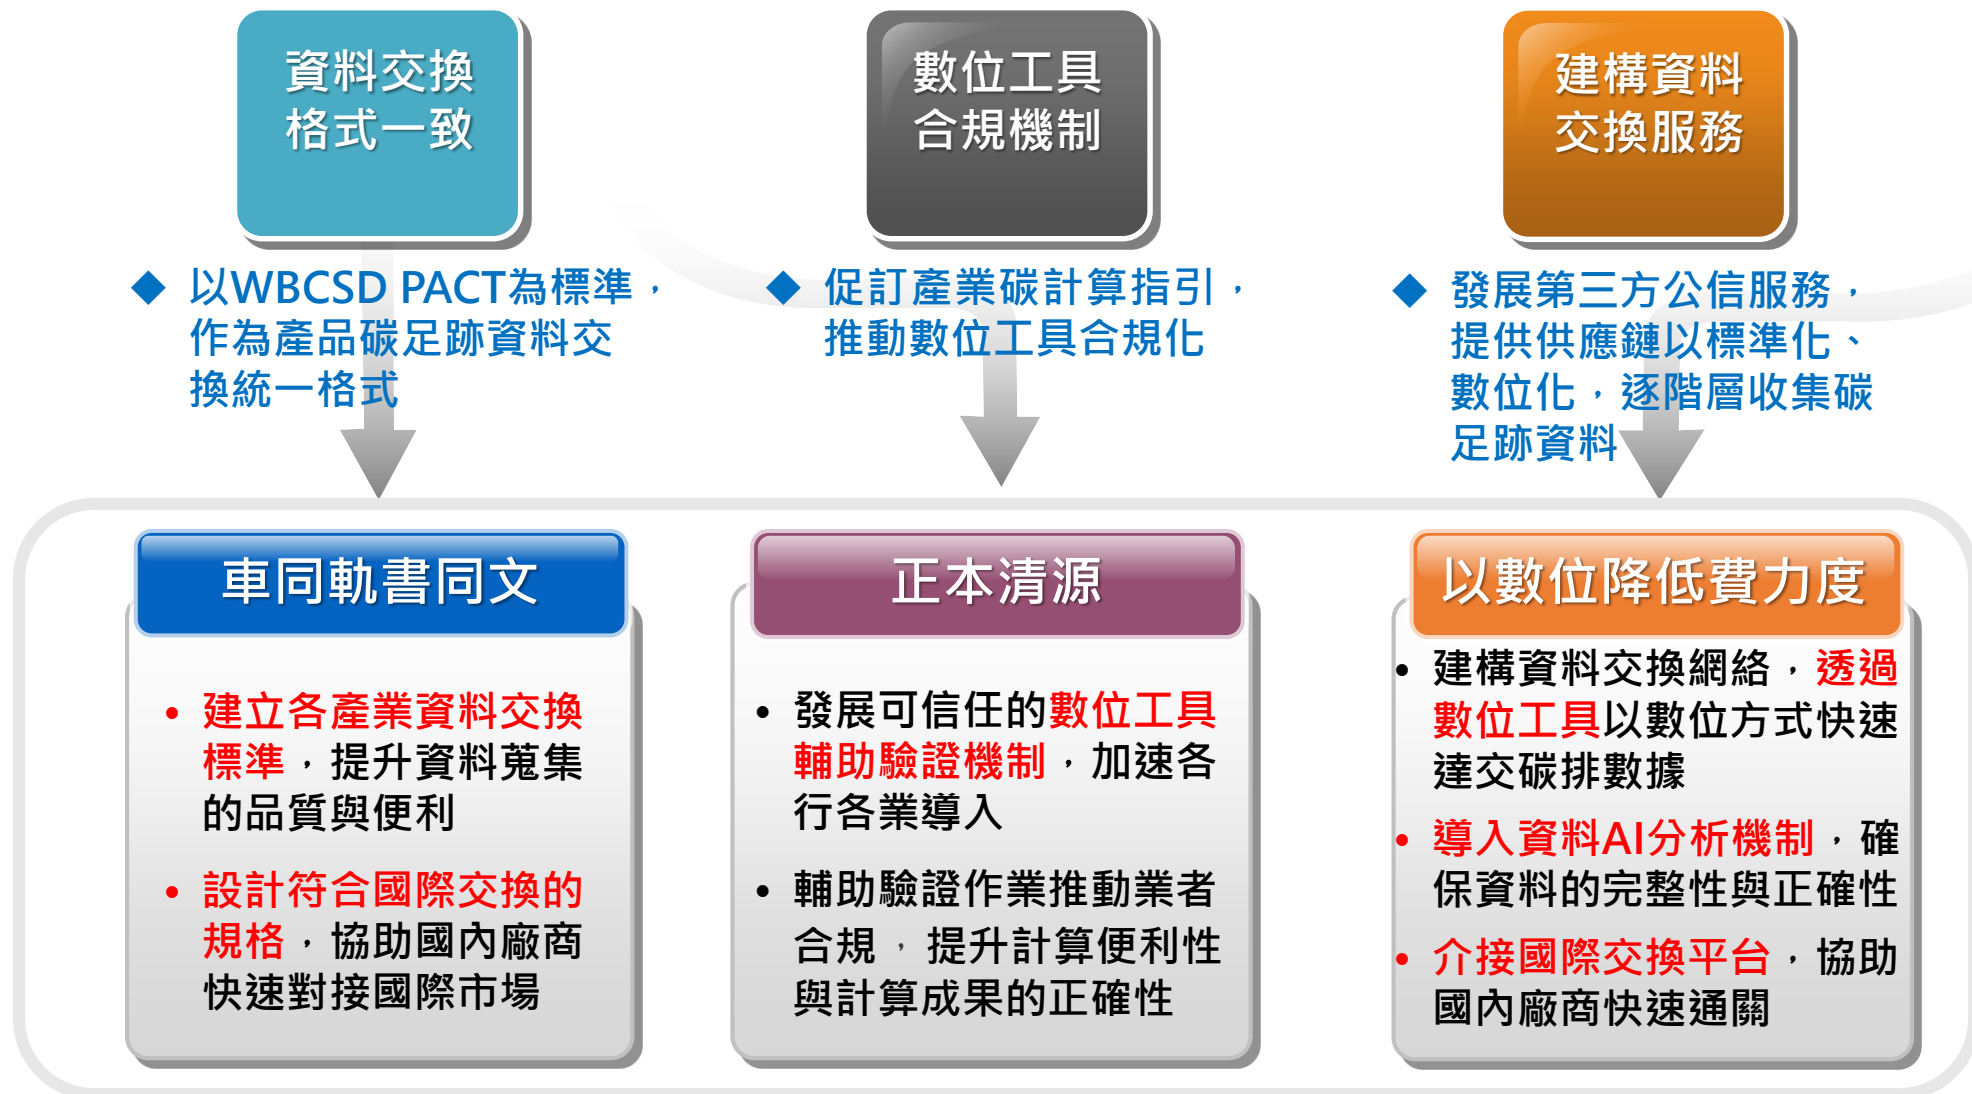 資料交換
格式一致
數位工具
合規機制
建構資料
交換服務
◆ 以WBCSD PACT為標準，
作為產品碳足跡資料交
換統一格式
◆ 促訂產業碳計算指引，
推動數位工具合規化
◆ 發展第三方公信服務，
提供供應鏈以標準化、
數位化，逐階層收集碳
足跡資料
車同軌書同文
• 建立各產業資料交換
標準，提升資料蒐集
的品質與便利
• 設計符合國際交換的
規格，協助國內廠商
快速對接國際市場
正本清源
• 發展可信任的數位工具
輔助驗證機制，加速各
行各業導入
• 輔助驗證作業推動業者
合規，提升計算便利性
與計算成果的正確性
以數位降低費力度
• 建構資料交換網絡，透過
數位工具以數位方式快速
達交碳排數據
• 導入資料AI分析機制，確
保資料的完整性與正確性
• 介接國際交換平台，協助
國內廠商快速通關